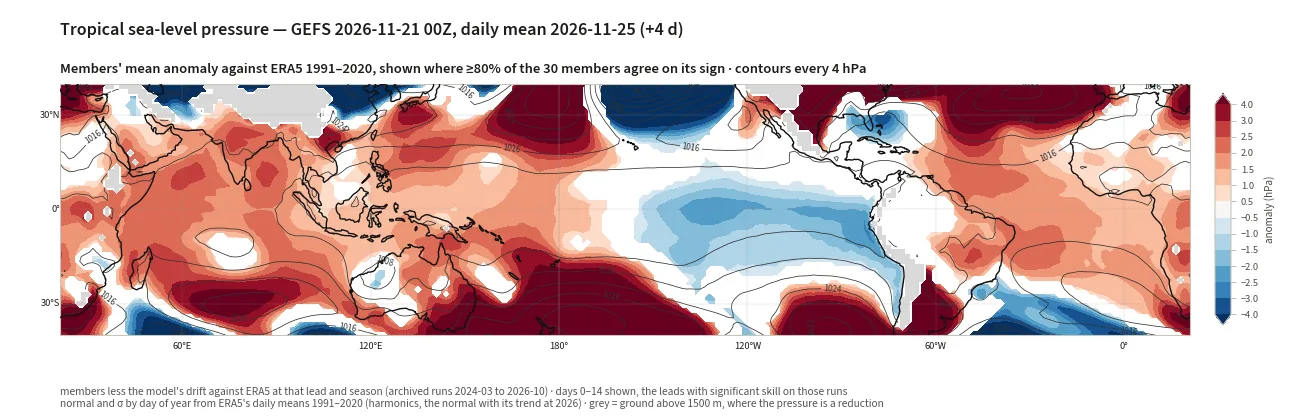 Tropical sea-level pressure — GEFS 2026-11-21 00Z, daily mean 2026-11-25 (+4 d)
Members' mean anomaly against ERA5 1991–2020, shown where ≥80% of the 30 members agree on its sign · contours every 4 hPa
30°N
0°
30°S
60°E
120°E
180°
120°W
60°W
0°
1016
1016
1024
1016
1016
1016
1016
1008
1016
1016
1024
4.0
3.0
2.5
2.0
1.5
1.0
0.5
−0.5
−1.0
−1.5
−2.0
−2.5
−3.0
−4.0
anomaly (hPa)
members less the model's drift against ERA5 at that lead and season (archived runs 2024-03 to 2026-10) · days 0–14 shown, the leads with significant skill on those runs
normal and σ by day of year from ERA5's daily means 1991–2020 (harmonics, the normal with its trend at 2026) · grey = ground above 1500 m, where the pressure is a reduction